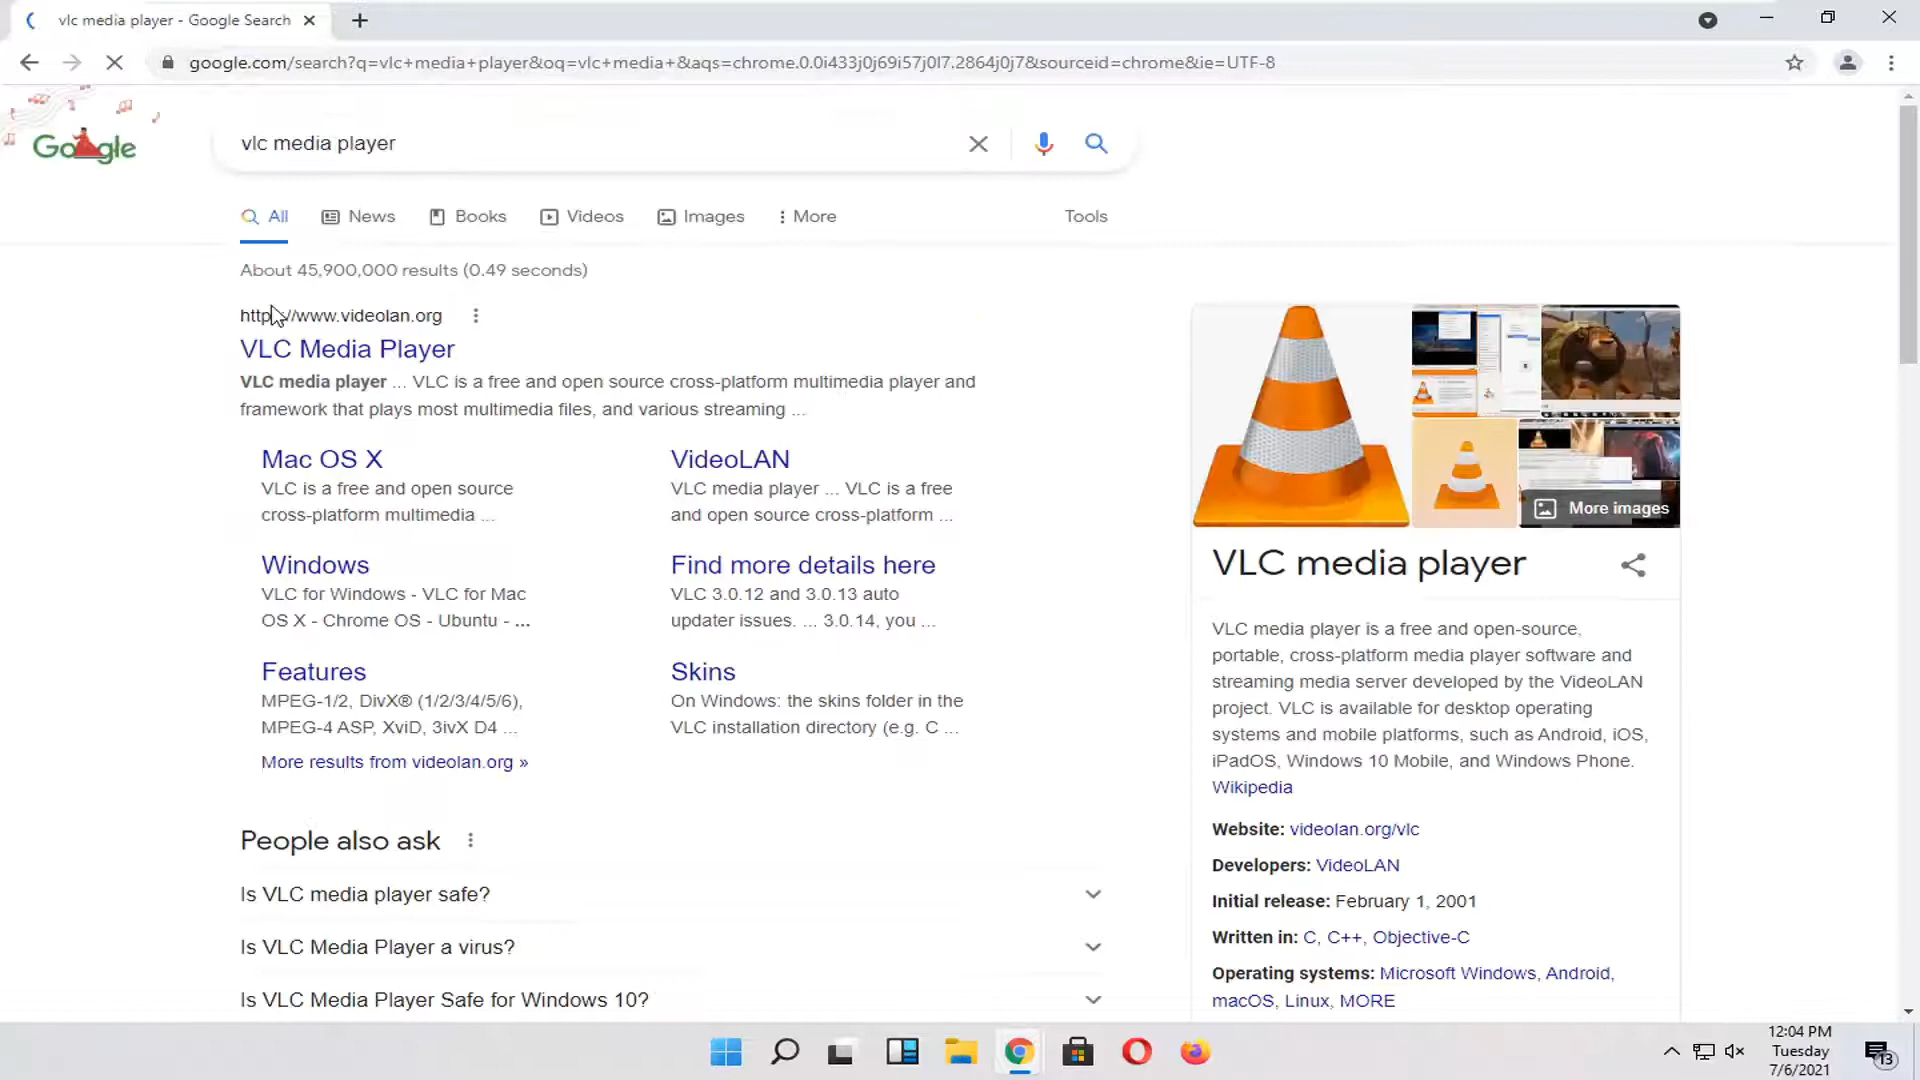 vlc media player - Google Search
google.com/search?q=vlc+media+player&oq=vlc+media+&aqs=chrome.0.0i433j0j69i57j0l7.2864j0j7&sourceid=chrome&ie=UTF-8
Google
vlc media player
All News Books Videos Images More Tools
About 45,900,000 results (0.49 seconds)
https://www.videolan.org
VLC Media Player
VLC media player ... VLC is a free and open source cross-platform multimedia player and
framework that plays most multimedia files, and various streaming ...
Mac OS X
VLC is a free and open source
cross-platform multimedia ...
VideoLAN
VLC media player ... VLC is a free
and open source cross-platform ...
Windows
VLC for Windows - VLC for Mac
OS X - Chrome OS - Ubuntu - ...
Find more details here
VLC 3.0.12 and 3.0.13 auto
updater issues. ... 3.0.14, you ...
Features
MPEG-1/2, DivX® (1/2/3/4/5/6),
MPEG-4 ASP, XviD, 3ivX D4 ...
Skins
On Windows: the skins folder in the
VLC installation directory (e.g. C ...
More results from videolan.org »
People also ask
Is VLC media player safe?
Is VLC Media Player a virus?
Is VLC Media Player Safe for Windows 10?
More images
VLC media player
VLC media player is a free and open-source,
portable, cross-platform media player software and
streaming media server developed by the VideoLAN
project. VLC is available for desktop operating
systems and mobile platforms, such as Android, iOS,
iPadOS, Windows 10 Mobile, and Windows Phone.
Wikipedia
Website: videolan.org/vlc
Developers: VideoLAN
Initial release: February 1, 2001
Written in: C, C++, Objective-C
Operating systems: Microsoft Windows, Android,
macOS, Linux, MORE
12:04 PM
Tuesday
7/6/2021
13